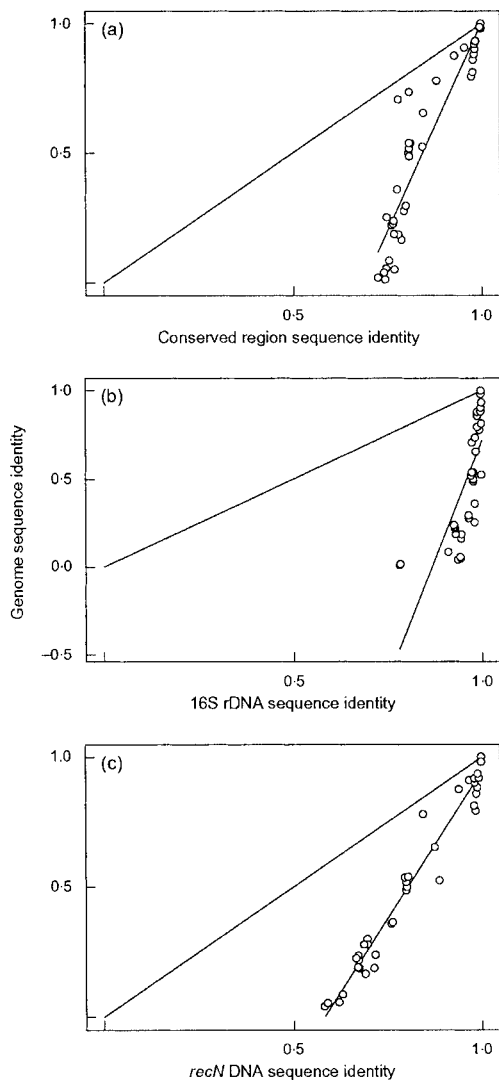 (a)
1·0
0·5
0·5
1·0
Conserved region sequence identity
(b)
1·0
0·5
0·0
−0·5
0·5
1·0
16S rDNA sequence identity
Genome sequence identity
(c)
1·0
0·5
0·5
1·0
recN DNA sequence identity